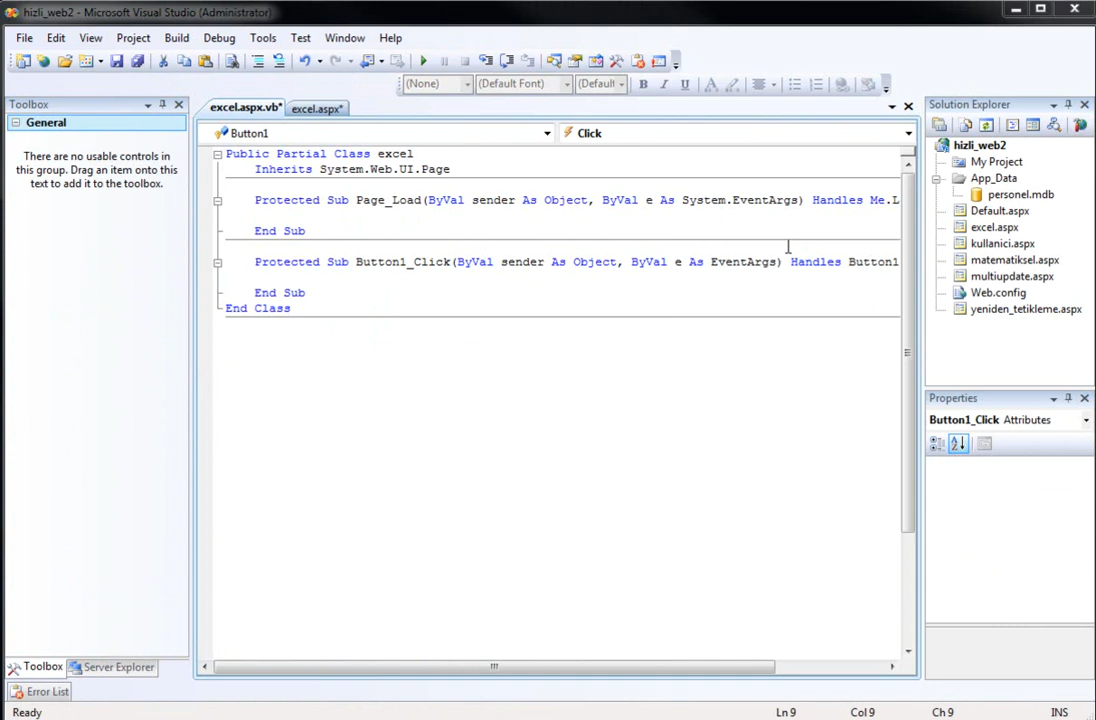 hizli_web2 - Microsoft Visual Studio (Administrator)
File Edit View Project Build Debug Tools Test Window Help
(None) (Default Font) (Default
Toolbox
General
There are no usable controls in
this group. Drag an item onto this
text to add it to the toolbox.
Toolbox Server Explorer
Error List
excel.aspx.vb* excel.aspx*
Button1 Click
Public Partial Class excel
Inherits System.Web.UI.Page
Protected Sub Page_Load(ByVal sender As Object, ByVal e As System.EventArgs) Handles Me.L
End Sub
Protected Sub Button1_Click(ByVal sender As Object, ByVal e As EventArgs) Handles Button1
End Sub
End Class
Solution Explorer
hizli_web2
My Project
App_Data
personel.mdb
Default.aspx
excel.aspx
kullanici.aspx
matematiksel.aspx
multiupdate.aspx
Web.config
yeniden_tetikleme.aspx
Properties
Button1_Click Attributes
Ready Ln 9 Col 9 Ch 9 INS